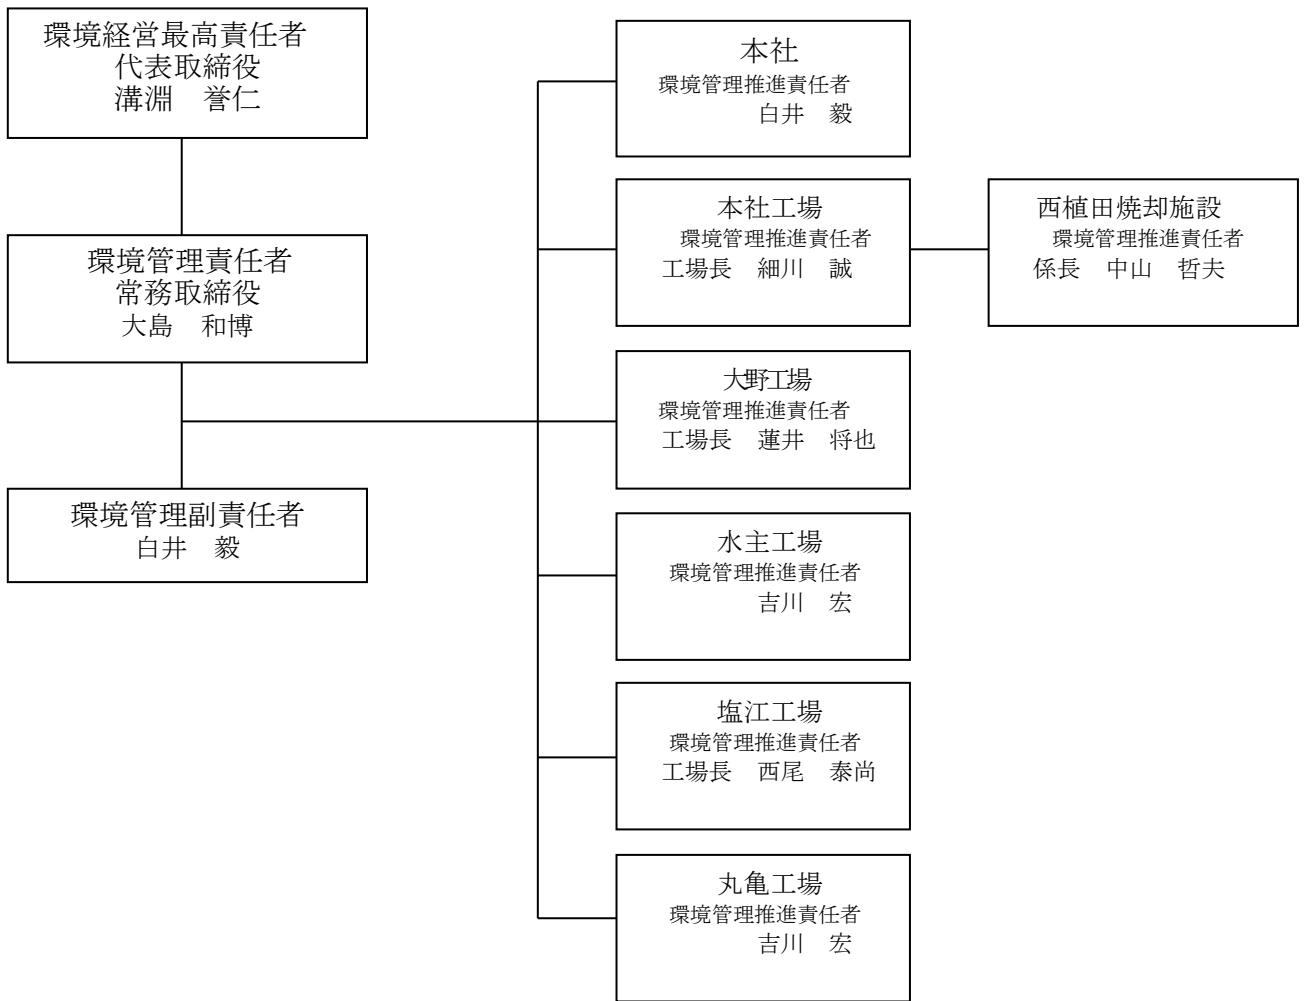 環境経営最高責任者
代表取締役
溝淵　誉仁
環境管理責任者
常務取締役
大島　和博
環境管理副責任者
白井　毅
本社
環境管理推進責任者
白井　毅
本社工場
環境管理推進責任者
工場長　細川　誠
西植田焼却施設
環境管理推進責任者
係長　中山　哲夫
大野工場
環境管理推進責任者
工場長　蓮井　将也
水主工場
環境管理推進責任者
吉川　宏
塩江工場
環境管理推進責任者
工場長　西尾　泰尚
丸亀工場
環境管理推進責任者
吉川　宏